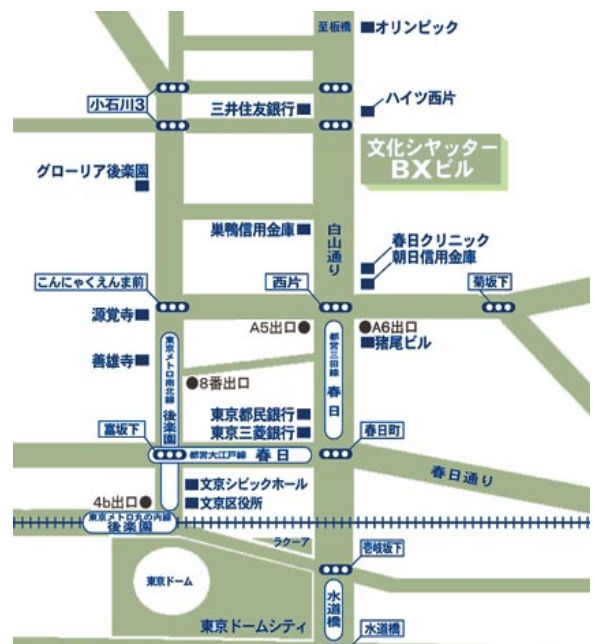 至板橋
オリンピック
ハイツ西片
小石川3
三井住友銀行
文化シヤッター
BXビル
グローリア後楽園
巣鴨信用金庫
白山通り
春日クリニック
朝日信用金庫
こんにゃくえんま前
西片
菊坂下
源覚寺
A5出口
A6出口
猪尾ビル
東京メトロ南北線
後楽園
都営三田線
春日
善雄寺
8番出口
東京都民銀行
東京三菱銀行
富坂下
都営大江戸線 春日
春日町
春日通り
文京シビックホール
文京区役所
4b出口
東京メトロ丸の内線
後楽園
ラクーア
壱岐坂下
東京ドーム
水道橋
東京ドームシティ
水道橋